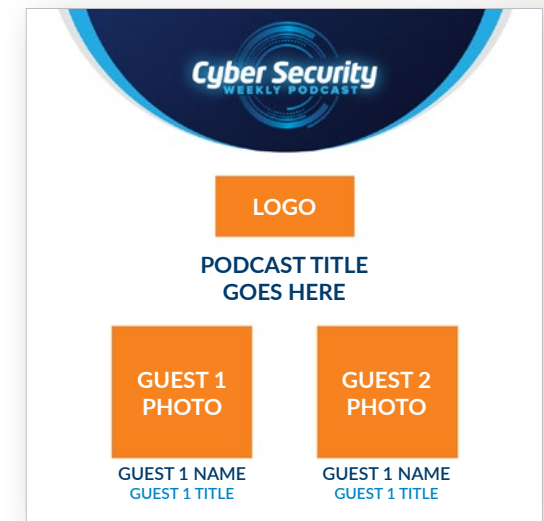 Cyber Security
WEEKLY PODCAST
LOGO
PODCAST TITLE
GOES HERE
GUEST 1
PHOTO
GUEST 2
PHOTO
GUEST 1 NAME
GUEST 1 TITLE
GUEST 1 NAME
GUEST 1 TITLE